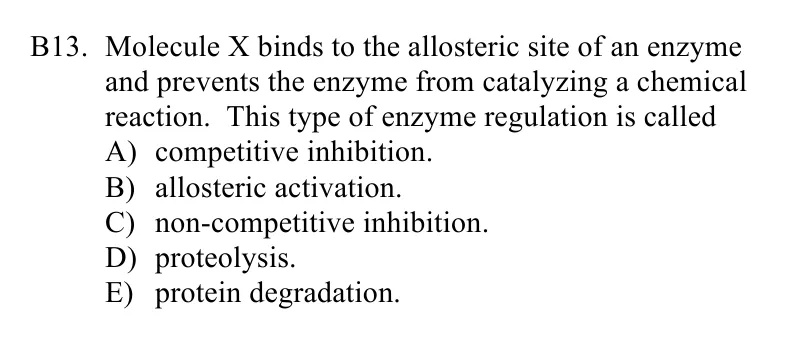 B13. Molecule X binds to the allosteric site of an enzyme
and prevents the enzyme from catalyzing a chemical
reaction. This type of enzyme regulation is called
A) competitive inhibition.
B) allosteric activation.
C) non-competitive inhibition.
D) proteolysis.
E) protein degradation.